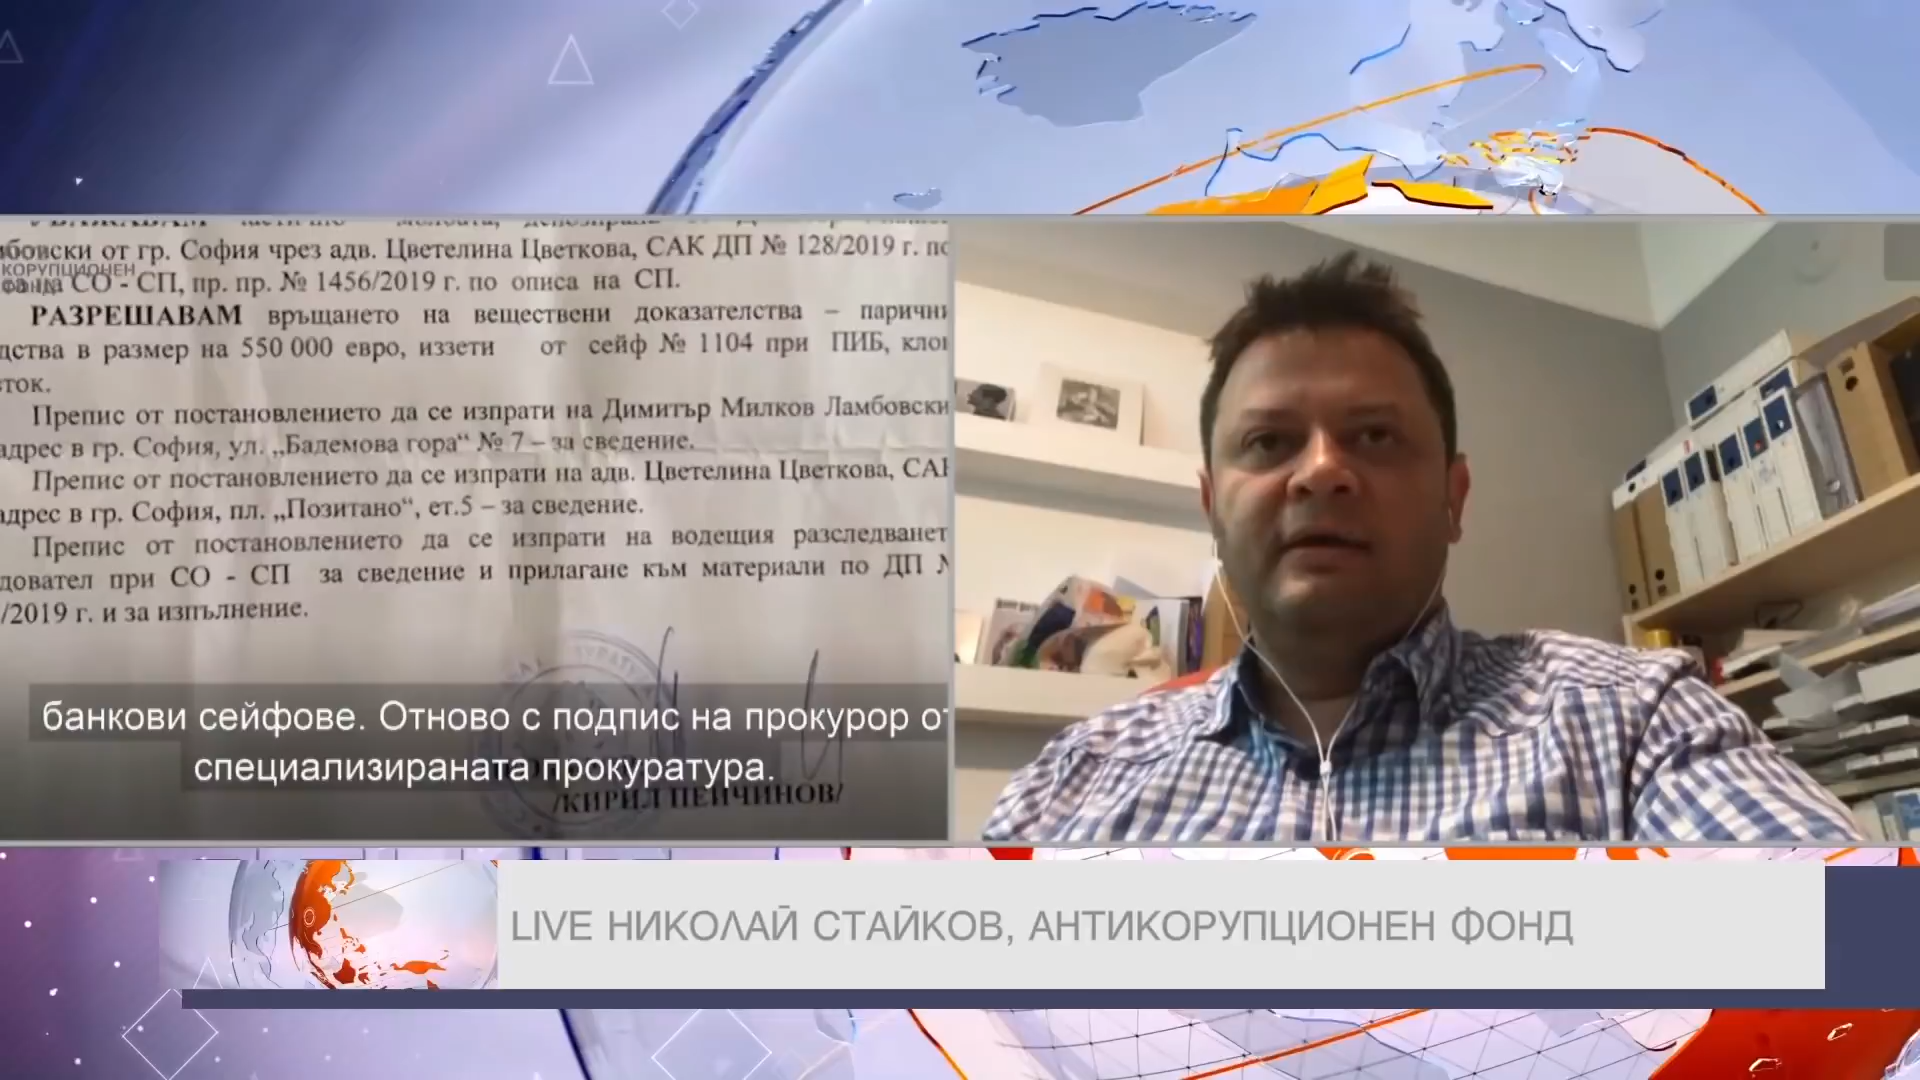 бовски от гр. София чрез адв. Цветелина Цветкова, САК ДП № 128/2019 г. по
КОРУПЦИОНЕН
ФОНД
на СО - СП, пр. пр. № 1456/2019 г. по описа на СП.
РАЗРЕШАВАМ връщането на веществени доказателства – парични
дства в размер на 550 000 евро, иззети от сейф № 1104 при ПИБ, кло
ток.
Препис от постановлението да се изпрати на Димитър Милков Ламбовски
адрес в гр. София, ул. „Бадемова гора“ № 7 – за сведение.
Препис от постановлението да се изпрати на адв. Цветелина Цветкова, САК
адрес в гр. София, пл. „Позитано“, ет.5 – за сведение.
Препис от постановлението да се изпрати на водещия разследването
довател при СО - СП за сведение и прилагане към материали по ДП №
/2019 г. и за изпълнение.
банкови сейфове. Отново с подпис на прокурор от
специализираната прокуратура.
/КИРИЛ ПЕЙЧИНОВ/
LIVE НИКОЛАЙ СТАЙКОВ, АНТИКОРУПЦИОНЕН ФОНД